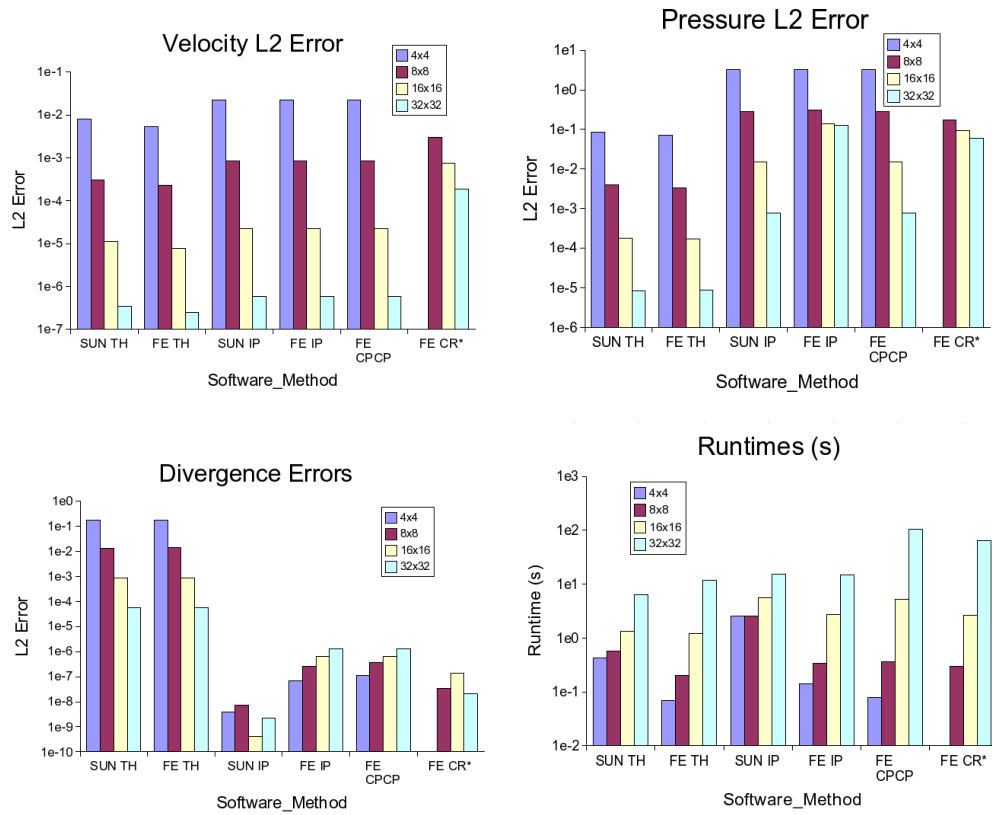 Velocity L2 Error
4x4
8x8
16x16
32x32
1e-1
1e-2
1e-3
1e-4
1e-5
1e-6
1e-7
L2 Error
SUN TH FE TH SUN IP FE IP FE CPCP FE CR*
Software_Method
Pressure L2 Error
4x4
8x8
16x16
32x32
1e1
1e0
1e-1
1e-2
1e-3
1e-4
1e-5
1e-6
L2 Error
SUN TH FE TH SUN IP FE IP FE CPCP FE CR*
Software_Method
Divergence Errors
4x4
8x8
16x16
32x32
1e0
1e-1
1e-2
1e-3
1e-4
1e-5
1e-6
1e-7
1e-8
1e-9
1e-10
L2 Error
SUN TH FE TH SUN IP FE IP FE CPCP FE CR*
Software_Method
Runtimes (s)
4x4
8x8
16x16
32x32
1e3
1e+2
1e+1
1e+0
1e-1
1e-2
Runtime (s)
SUN TH FE TH SUN IP FE IP FE CPCP FE CR*
Software_Method